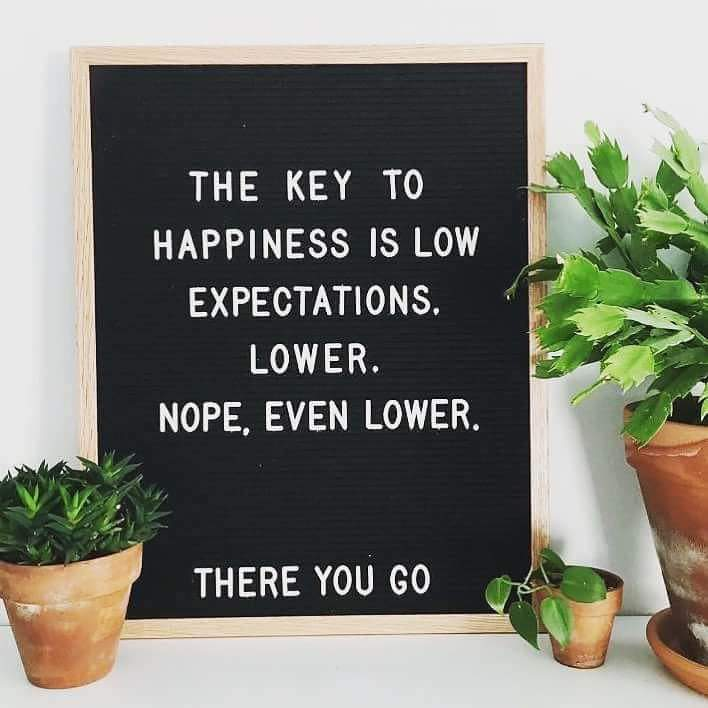 THE KEY TO
HAPPINESS IS LOW
EXPECTATIONS.
LOWER.
NOPE, EVEN LOWER.
THERE YOU GO